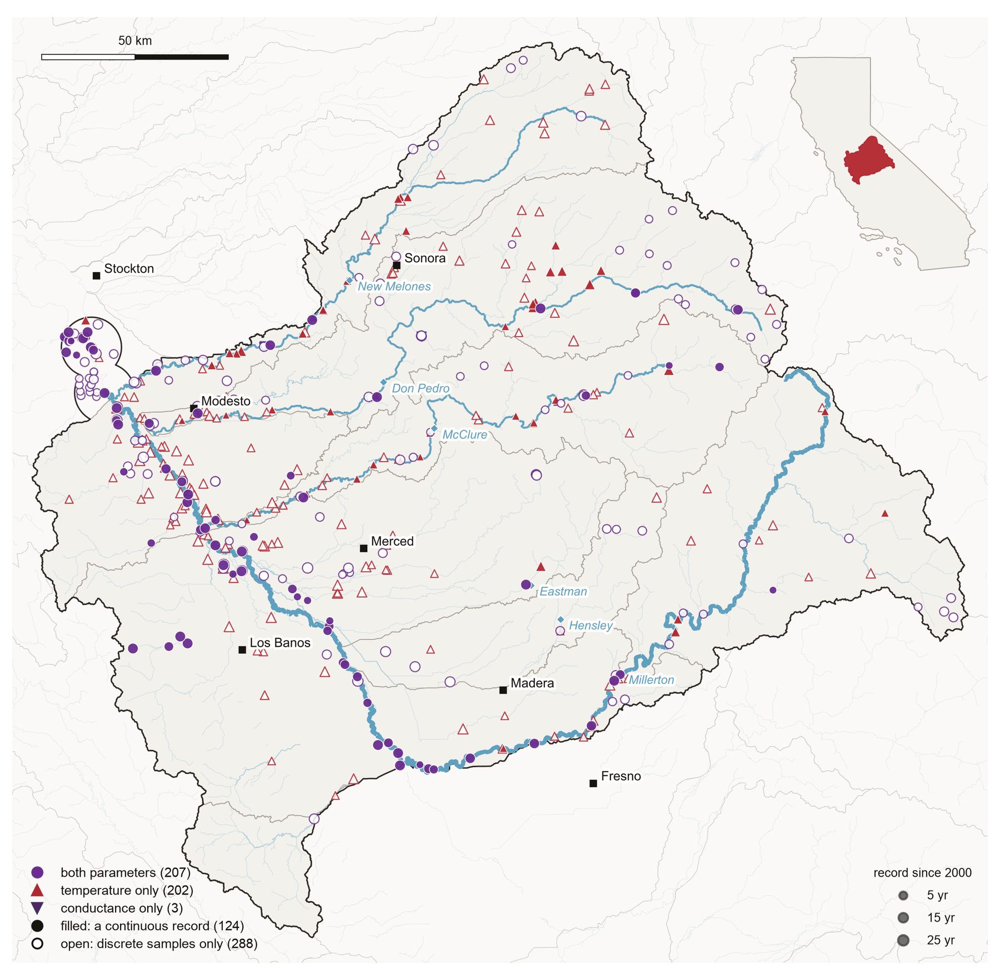 50 km
Sonora
Stockton
New Melones
Don Pedro
Modesto
McClure
Merced
Eastman
Hensley
Los Banos
Millerton
Madera
Fresno
both parameters (207)
temperature only (202)
conductance only (3)
filled: a continuous record (124)
open: discrete samples only (288)
record since 2000
5 yr
15 yr
25 yr